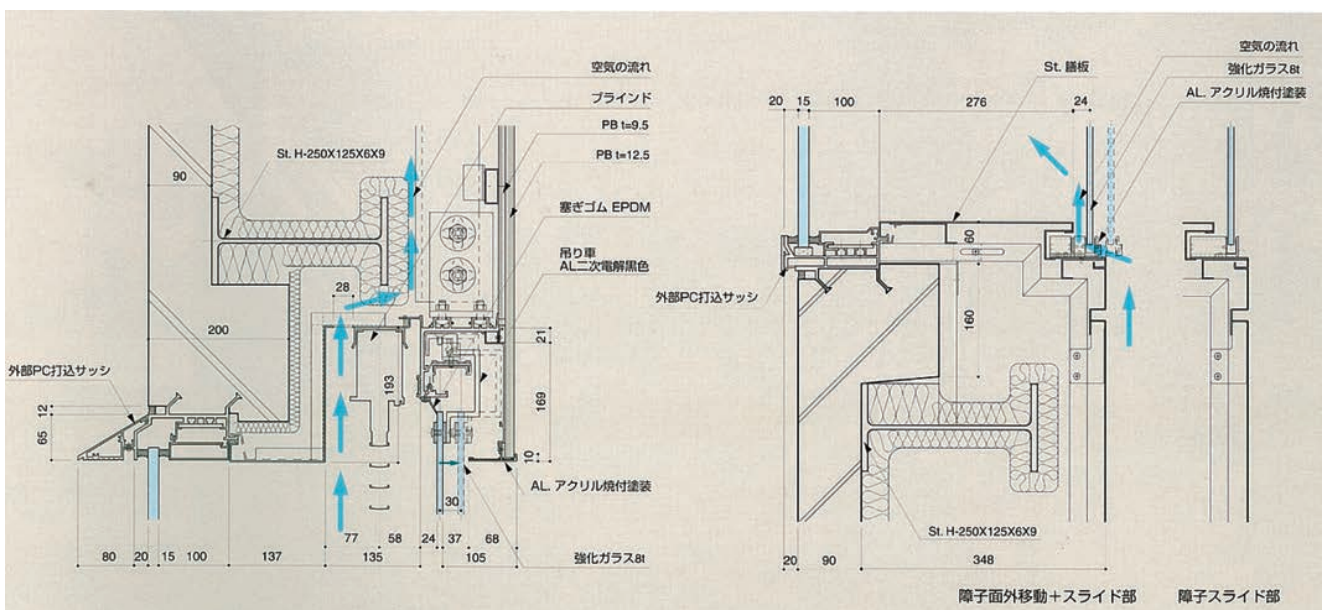 空気の流れ
ブラインド
PB t=9.5
PB t=12.5
塞ぎゴム EPDM
吊り車
AL二次電解黒色
St. H-250X125X6X9
90
28
200
外部PC打込サッシ
12
65
193
21
169
10
AL. アクリル焼付塗装
30
強化ガラス8t
80
20
15
100
137
77
58
135
24
37
68
105
空気の流れ
強化ガラス8t
AL. アクリル焼付塗装
St. 膳板
20
15
100
276
24
60
160
外部PC打込サッシ
St. H-250X125X6X9
20
90
348
障子面外移動+スライド部
障子スライド部